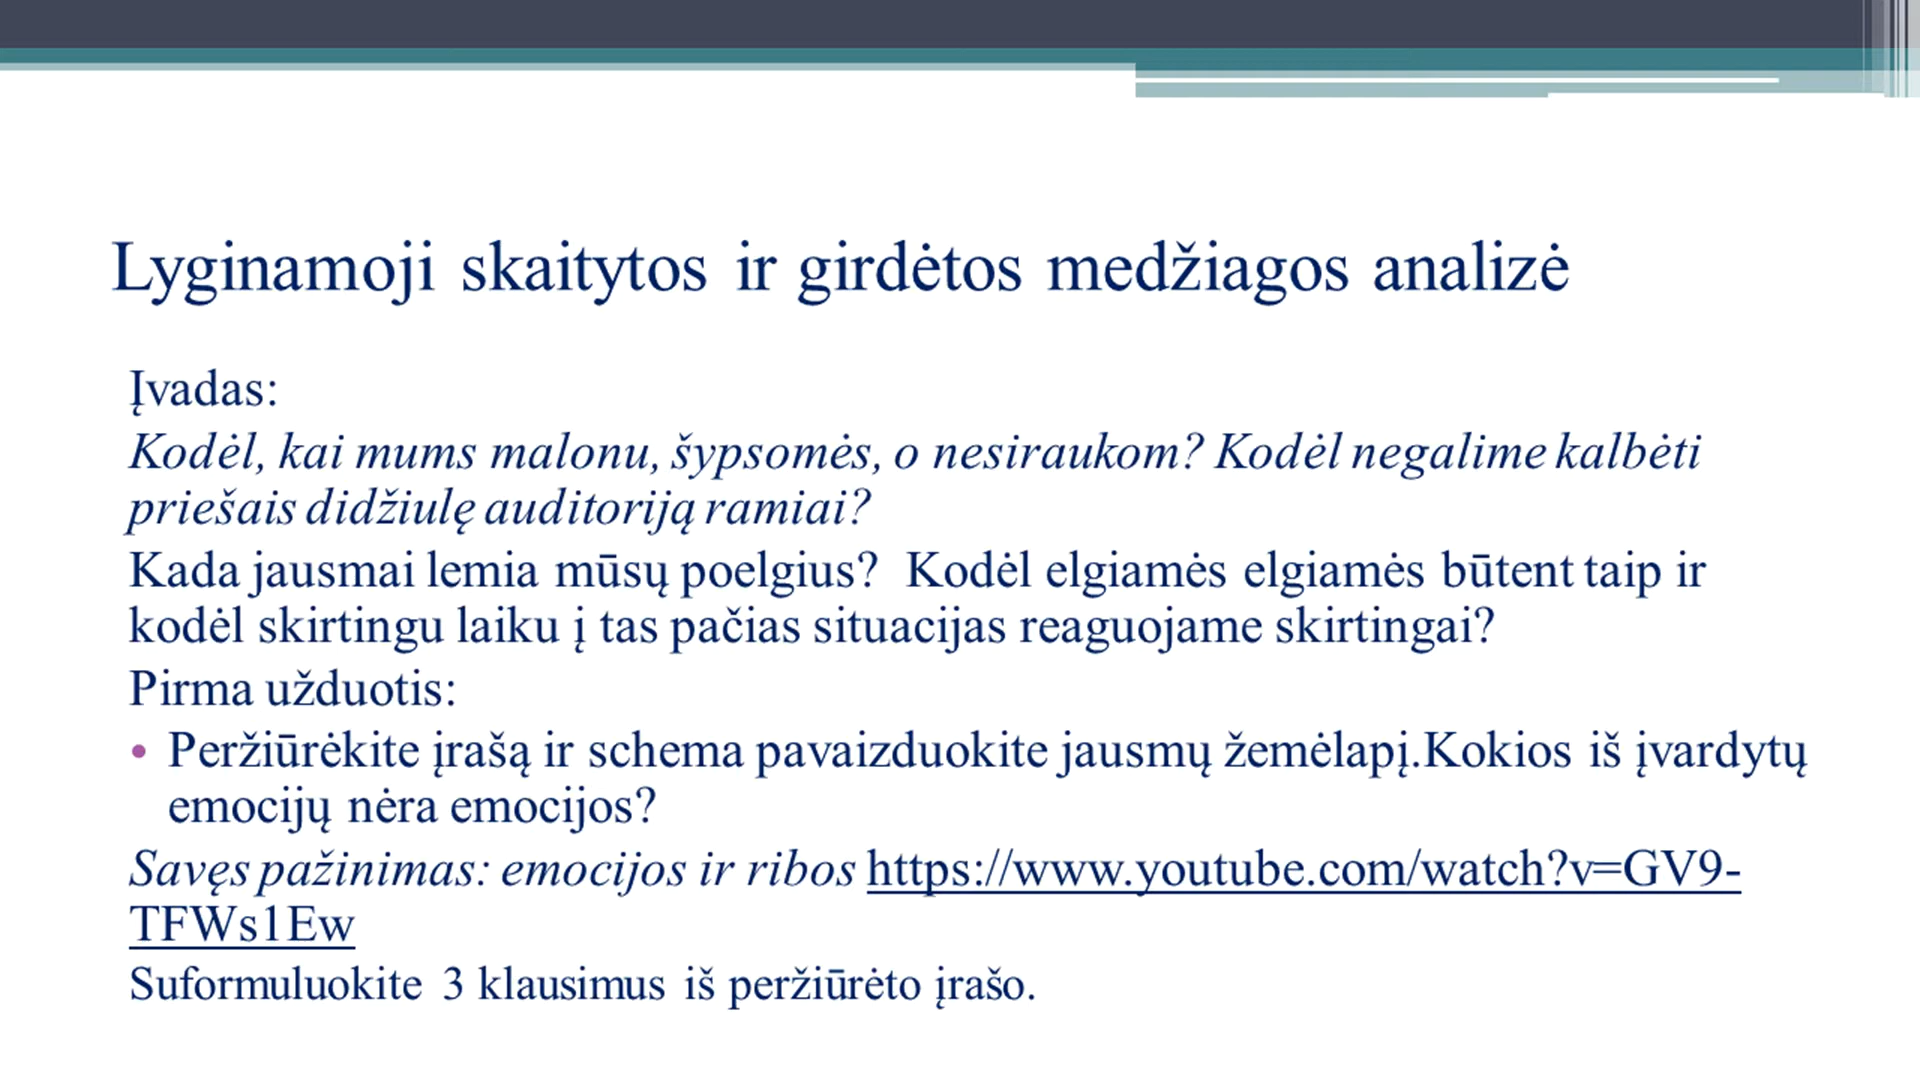 Lyginamoji skaitytos ir girdėtos medžiagos analizė
Įvadas:
Kodėl, kai mums malonu, šypsomės, o nesiraukom? Kodėl negalime kalbėti
priešais didžiulę auditoriją ramiai?
Kada jausmai lemia mūsų poelgius? Kodėl elgiamės elgiamės būtent taip ir
kodėl skirtingu laiku į tas pačias situacijas reaguojame skirtingai?
Pirma užduotis:
• Peržiūrėkite įrašą ir schema pavaizduokite jausmų žemėlapį.Kokios iš įvardytų
emocijų nėra emocijos?
Savęs pažinimas: emocijos ir ribos https://www.youtube.com/watch?v=GV9-
TFWs1Ew
Suformuluokite 3 klausimus iš peržiūrėto įrašo.